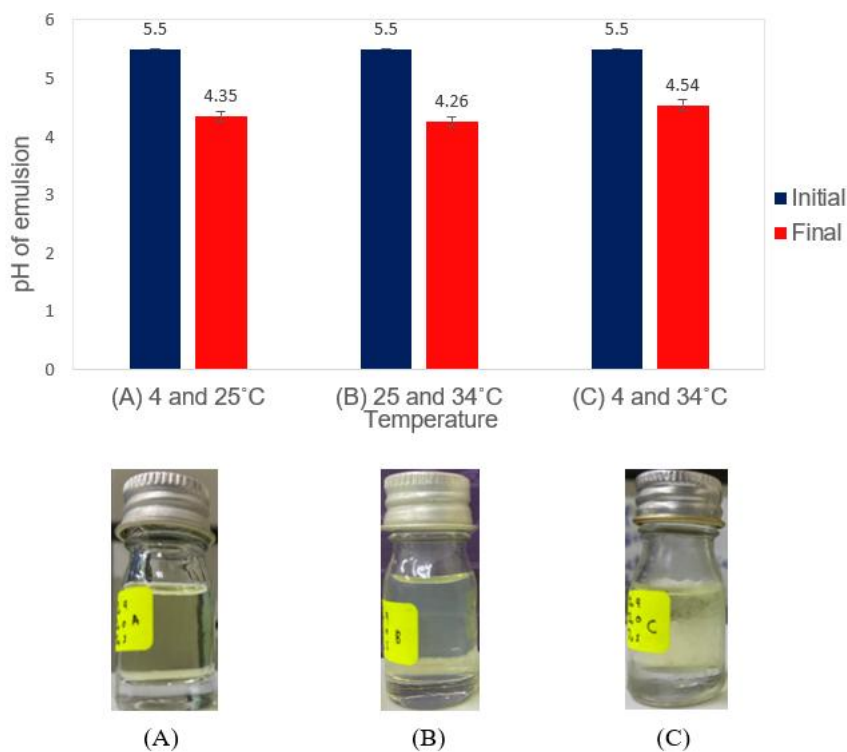 6
5.5
5.5
5.5
5
4.35
4.26
4.54
4
3
2
1
0
pH of emulsion
Initial
Final
(A) 4 and 25°C
(B) 25 and 34°C
(C) 4 and 34°C
Temperature
A
B
C
(A)
(B)
(C)